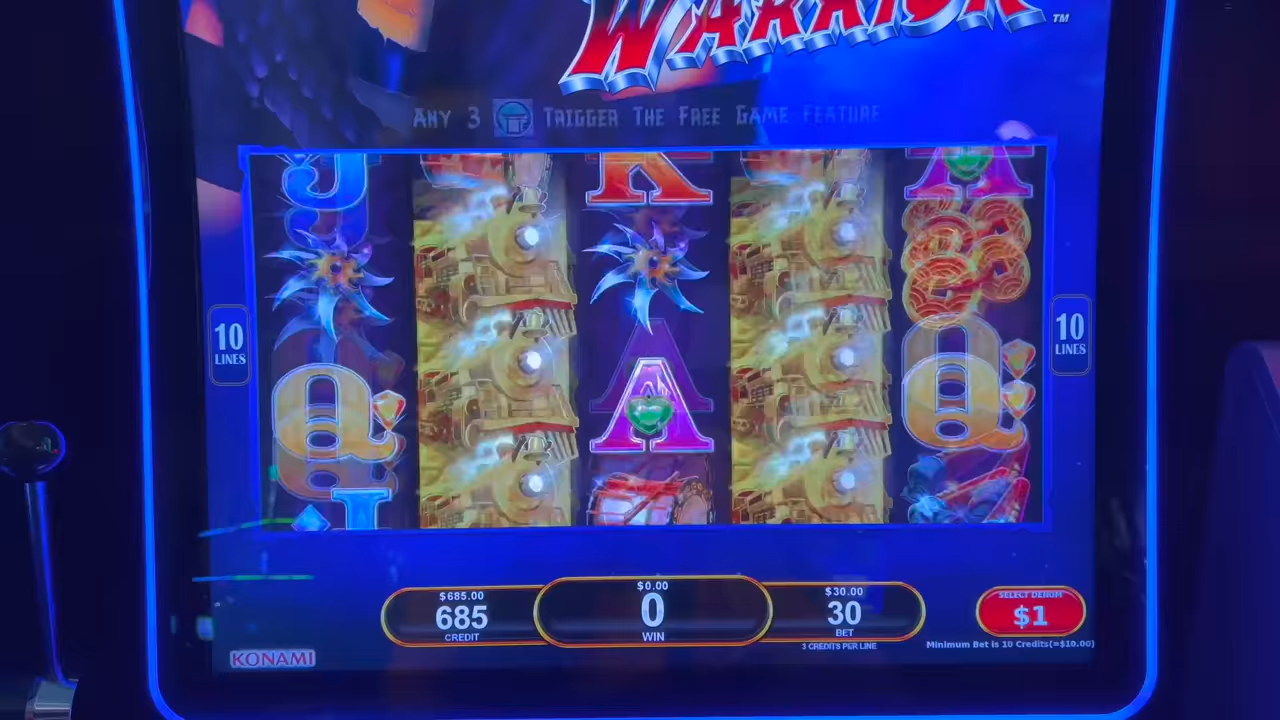 WARRIOR™
ANY 3 TRIGGER THE FREE GAME FEATURE
J
K
A
10
LINES
10
LINES
Q
A
Q
J
$685.00
685
CREDIT
$0.00
0
WIN
$30.00
30
BET
3 CREDITS PER LINE
SELECT DENOM
$1
Minimum Bet is 10 Credits(=$10.00)
KONAMI